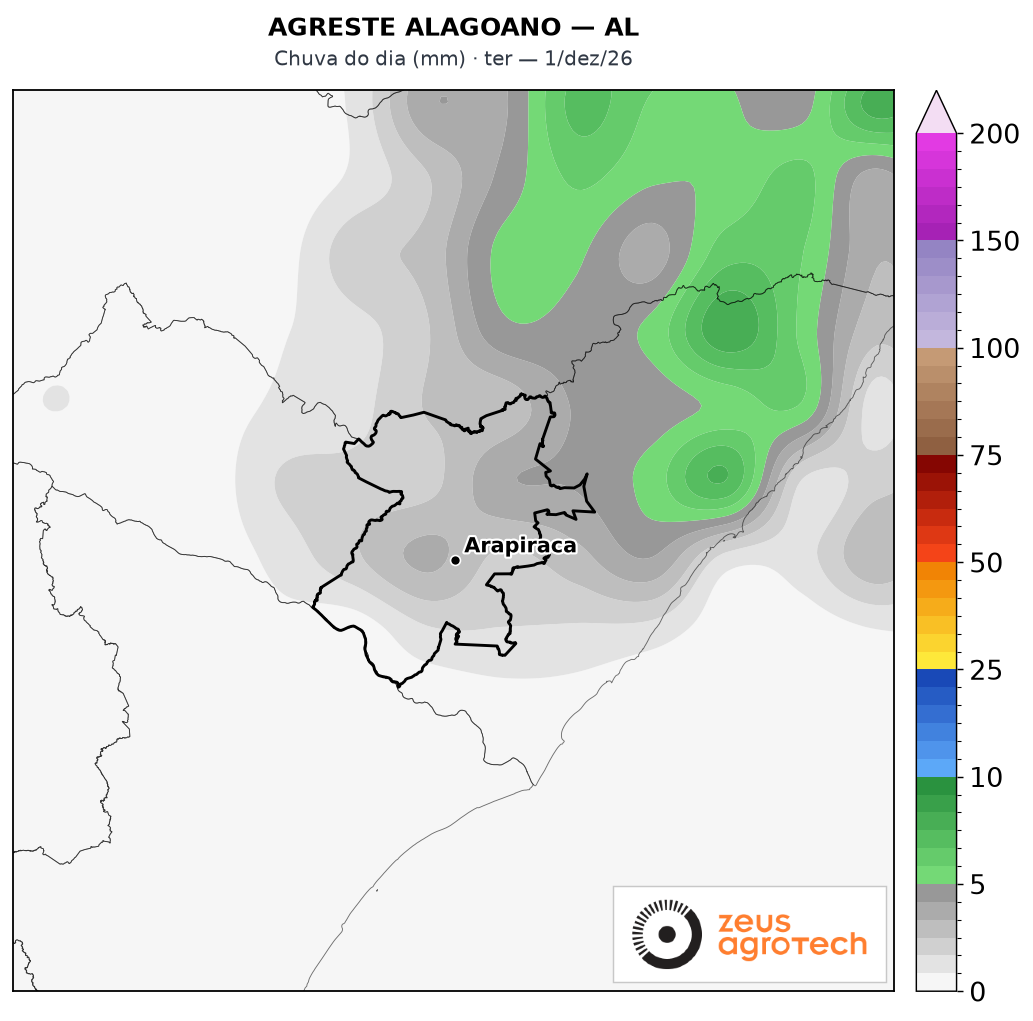 AGRESTE ALAGOANO — AL
Chuva do dia (mm) · ter — 1/dez/26
200
150
100
75
50
25
10
5
0
Arapiraca
zeus
agrotech